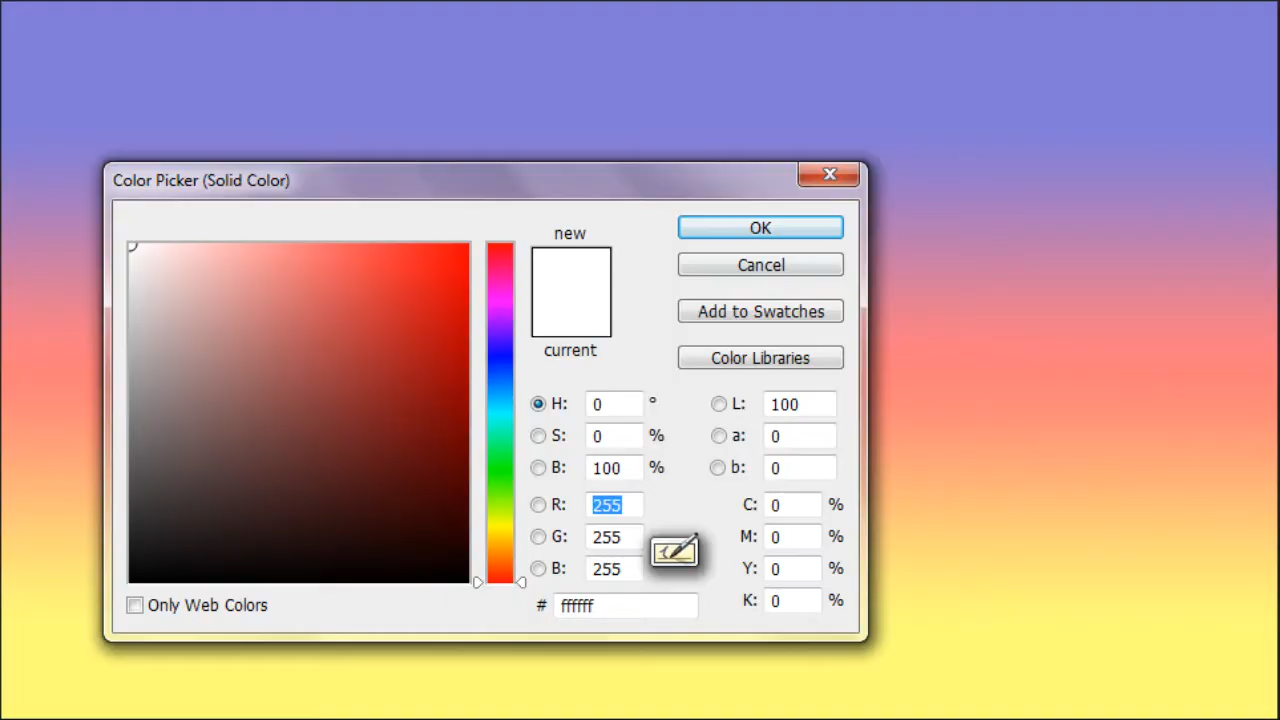 Color Picker (Solid Color)
new
current
OK
Cancel
Add to Swatches
Color Libraries
H: 0 °
S: 0 %
B: 100 %
R: 255
G: 255
B: 255
# ffffff
L: 100
a: 0
b: 0
C: 0 %
M: 0 %
Y: 0 %
K: 0 %
Only Web Colors